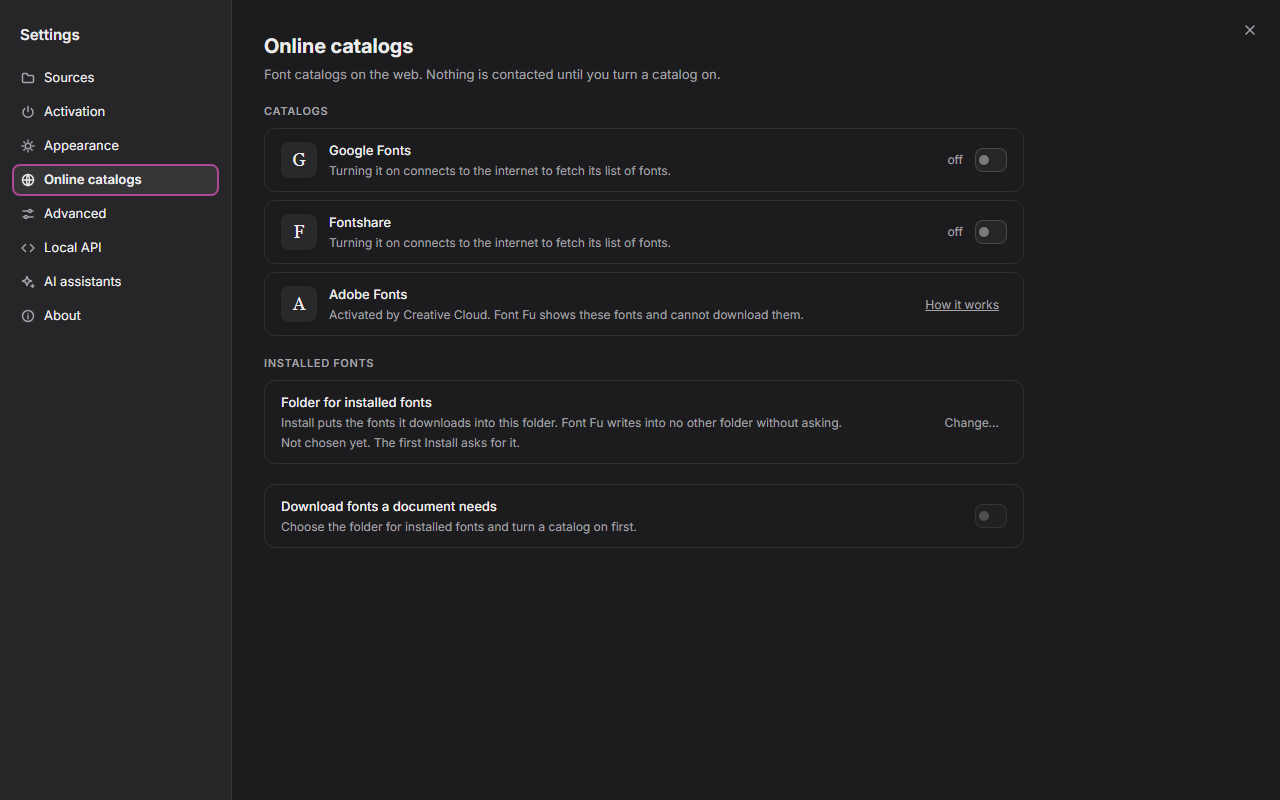 Settings
Sources
Activation
Appearance
Online catalogs
Advanced
Local API
AI assistants
About
Online catalogs
Font catalogs on the web. Nothing is contacted until you turn a catalog on.
CATALOGS
G
Google Fonts
Turning it on connects to the internet to fetch its list of fonts.
off
F
Fontshare
Turning it on connects to the internet to fetch its list of fonts.
off
A
Adobe Fonts
Activated by Creative Cloud. Font Fu shows these fonts and cannot download them.
How it works
INSTALLED FONTS
Folder for installed fonts
Install puts the fonts it downloads into this folder. Font Fu writes into no other folder without asking.
Not chosen yet. The first Install asks for it.
Change...
Download fonts a document needs
Choose the folder for installed fonts and turn a catalog on first.